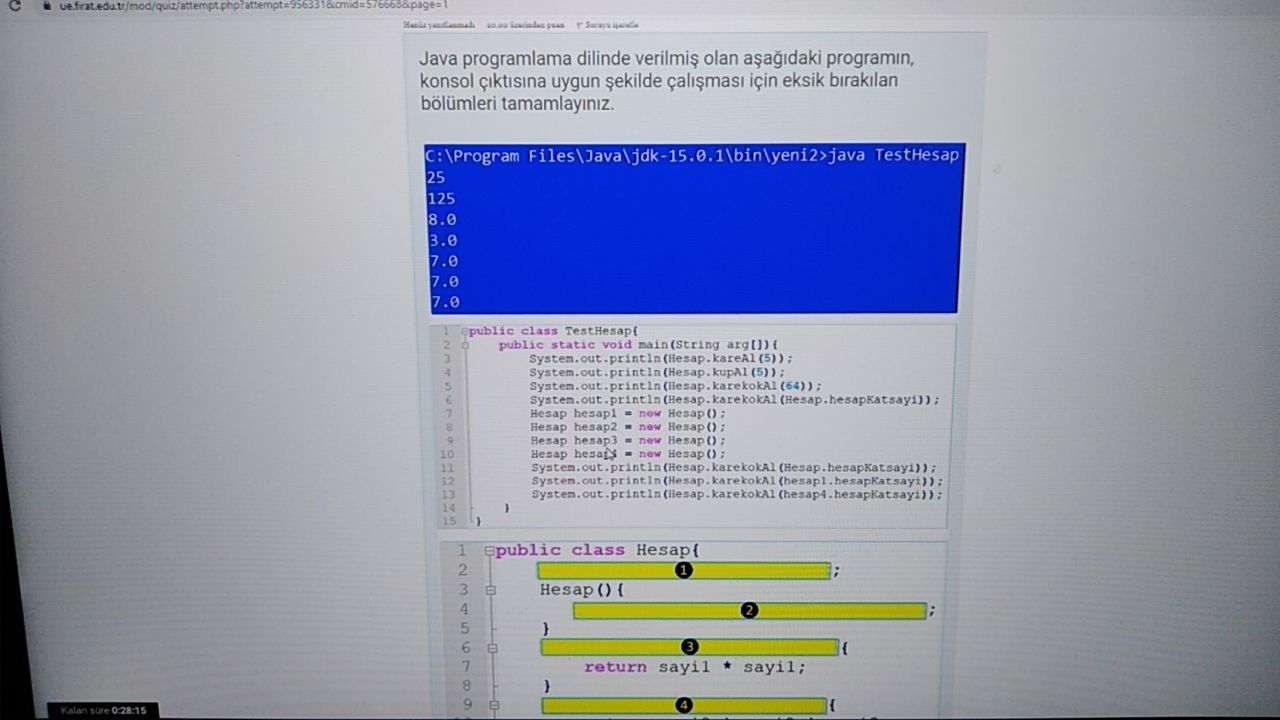 ue.firat.edu.tr/mod/quiz/attempt.php?attempt=956331&cmid=576668&page=1
Henüz yanıtlanmadı 20,00 üzerinden puan Soruyu işaretle
Java programlama dilinde verilmiş olan aşağıdaki programın,
konsol çıktısına uygun şekilde çalışması için eksik bırakılan
bölümleri tamamlayınız.
C:\Program Files\Java\jdk-15.0.1\bin\yeni2>java TestHesap
25
125
8.0
3.0
7.0
7.0
7.0
1 public class TestHesap{
2 public static void main(String arg[]){
3 System.out.println(Hesap.kareAl(5));
4 System.out.println(Hesap.kupAl(5));
5 System.out.println(Hesap.karekokAl(64));
6 System.out.println(Hesap.karekokAl(Hesap.hesapKatsayi));
7 Hesap hesap1 = new Hesap();
8 Hesap hesap2 = new Hesap();
9 Hesap hesap3 = new Hesap();
10 Hesap = new Hesap();
11 System.out.println(Hesap.karekokAl(Hesap.hesapKatsayi));
12 System.out.println(Hesap.karekokAl(hesap1.hesapKatsayi));
13 System.out.println(Hesap.karekokAl(hesap4.hesapKatsayi));
14 }
15 }
1 public class Hesap{
2 1 ;
3 Hesap(){
4 2 ;
5 }
6 3 {
7 return sayi1 * sayi1;
8 }
9 4 {
Kalan süre 0:28:15